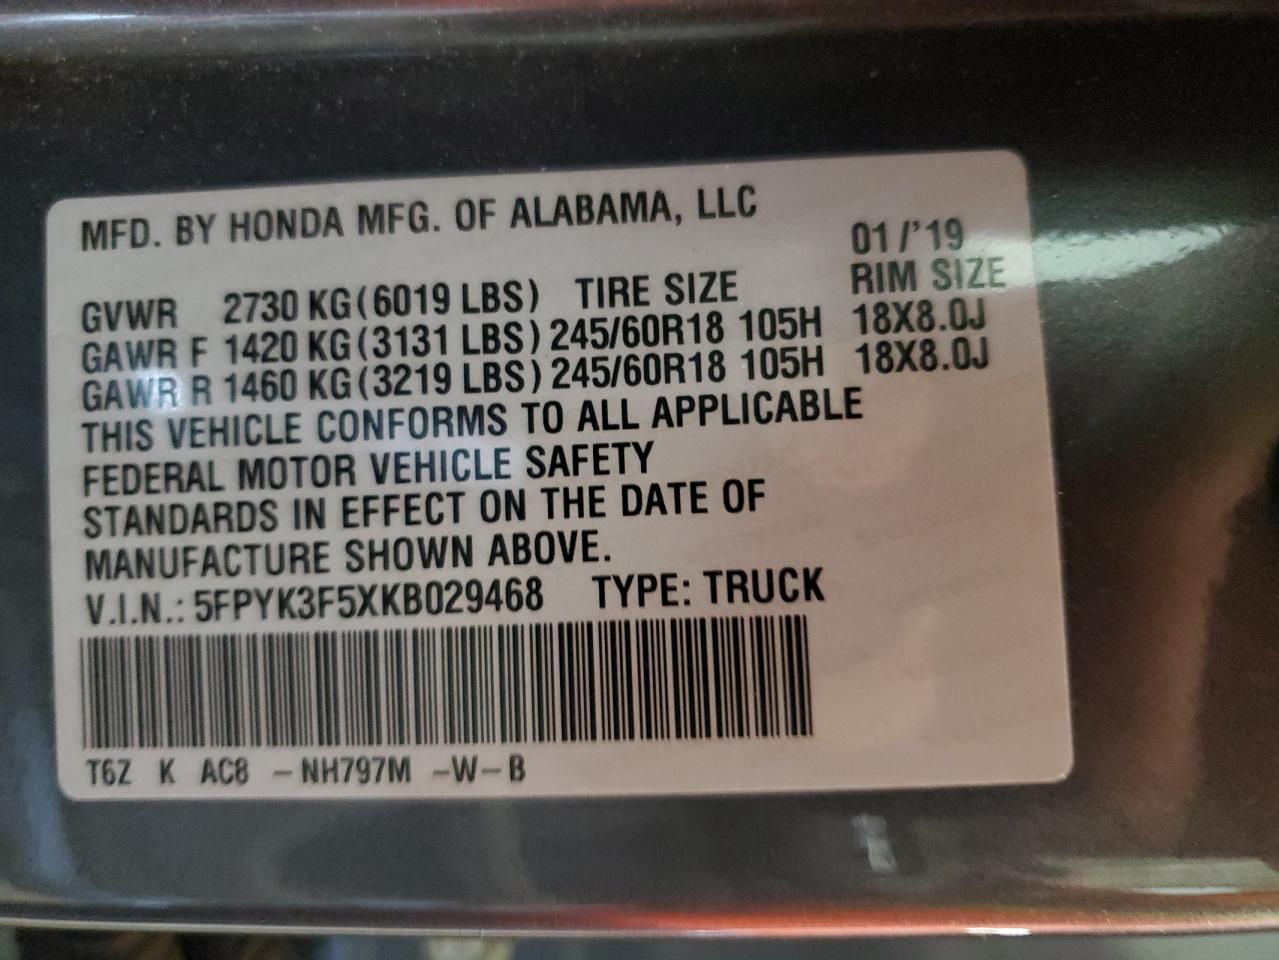 MFD. BY HONDA MFG. OF ALABAMA, LLC 01/'19
GVWR 2730 KG(6019 LBS) TIRE SIZE RIM SIZE
GAWR F 1420 KG(3131 LBS) 245/60R18 105H 18X8.0J
GAWR R 1460 KG(3219 LBS) 245/60R18 105H 18X8.0J
THIS VEHICLE CONFORMS TO ALL APPLICABLE
FEDERAL MOTOR VEHICLE SAFETY
STANDARDS IN EFFECT ON THE DATE OF
MANUFACTURE SHOWN ABOVE.
V.I.N.: 5FPYK3F5XKB029468 TYPE: TRUCK
T6Z K AC8 -NH797M -W-B